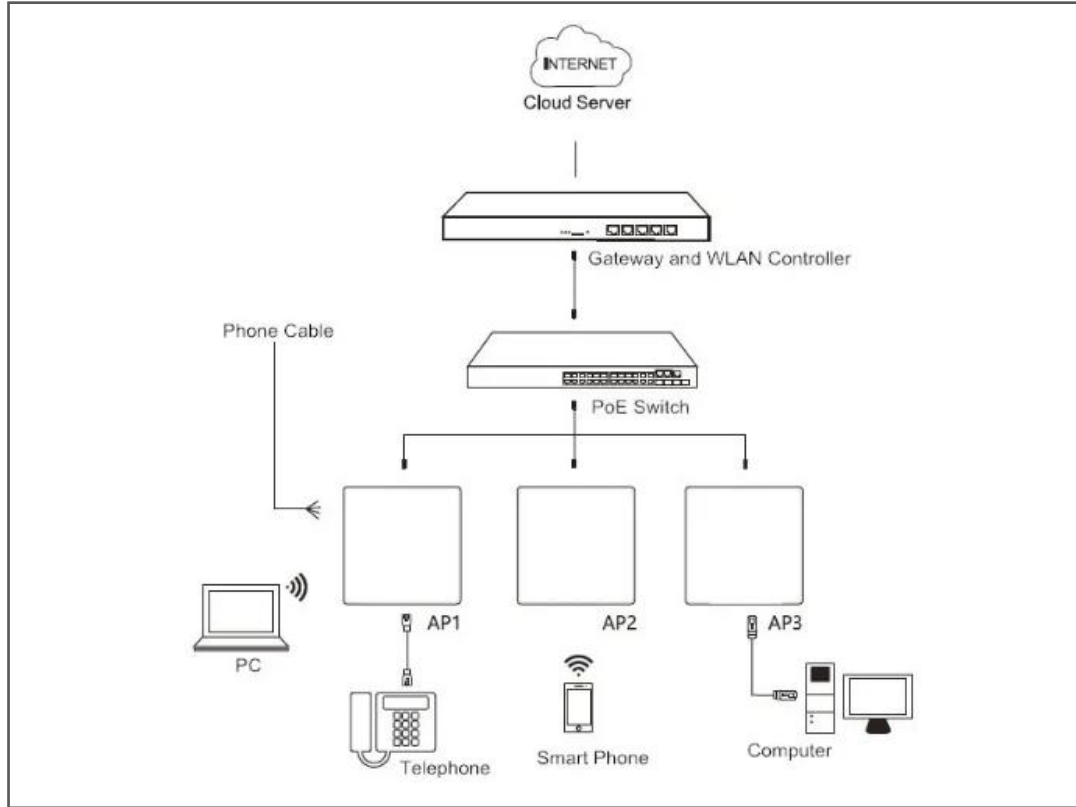 INTERNET
Cloud Server
Gateway and WLAN Controller
Phone Cable
PoE Switch
AP1
AP2
AP3
PC
Telephone
Smart Phone
Computer